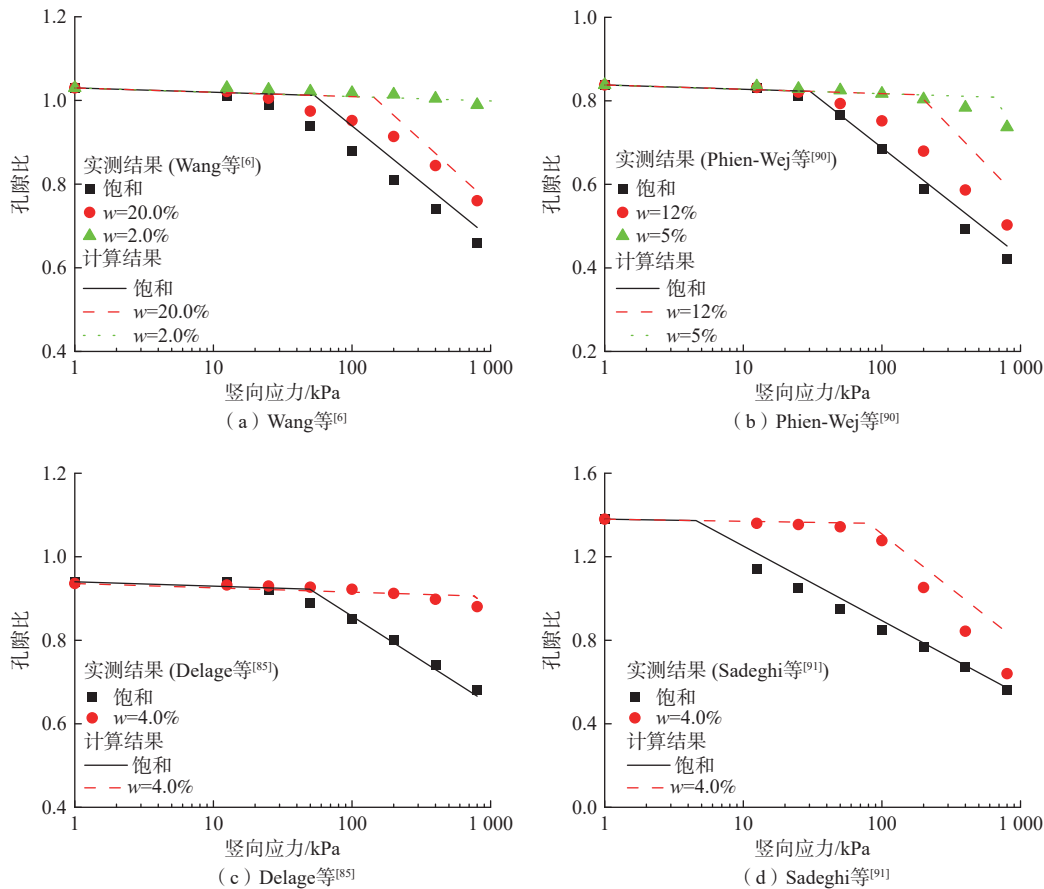 1.2
1.0
0.8
0.6
0.4
孔隙比
实测结果 (Wang等[6])
饱和
w=20.0%
w=2.0%
计算结果
饱和
w=20.0%
w=2.0%
1 10 100 1 000
竖向应力/kPa
（a）Wang等[6]
1.0
0.8
0.6
0.4
0.2
孔隙比
实测结果 (Phien-Wej等[90])
饱和
w=12%
w=5%
计算结果
饱和
w=12%
w=5%
1 10 100 1 000
竖向应力/kPa
（b）Phien-Wej等[90]
1.2
1.0
0.8
0.6
0.4
孔隙比
实测结果 (Delage等[85])
饱和
w=4.0%
计算结果
饱和
w=4.0%
1 10 100 1 000
竖向应力/kPa
（c）Delage等[85]
1.6
1.2
0.8
0.4
0.0
孔隙比
实测结果 (Sadeghi等[91])
饱和
w=4.0%
计算结果
饱和
w=4.0%
1 10 100 1 000
竖向应力/kPa
（d）Sadeghi等[91]